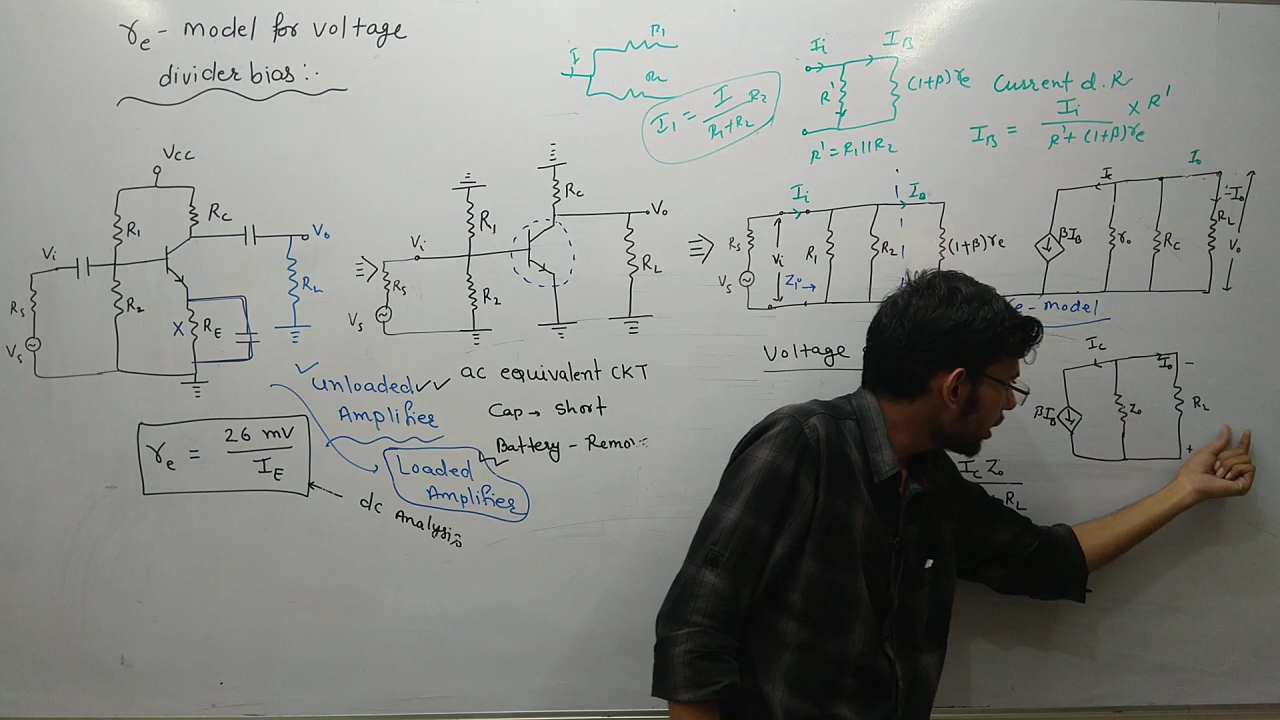 re - model for voltage
divider bias :-
I
R1
I1 = I R2
R1+R2
Ii
IB
R'
(1+β)re
R' = R1||R2
Current d. R
IB = Ii × R'
R' + (1+β)re
VCC
R1
RC
Vo
Vi
RL
RS
R2
X
RE
VS
RC
R1
Vo
Vi
RS
R2
RL
VS
Ii
IB
RS
Vi
R1
R2
(1+β)re
VS
Zi →
Ic
Io
-Io
βIB
ro
RC
RL
Vo
e - model
Voltage
Unloaded
Amplifier
Loaded
Amplifier
ac equivalent CKT
Cap → short
Battery - Remo
re = 26 mV
IE
dc Analysis
IC
Io
-
βIB
Zo
RL
+
IC Zo
RL